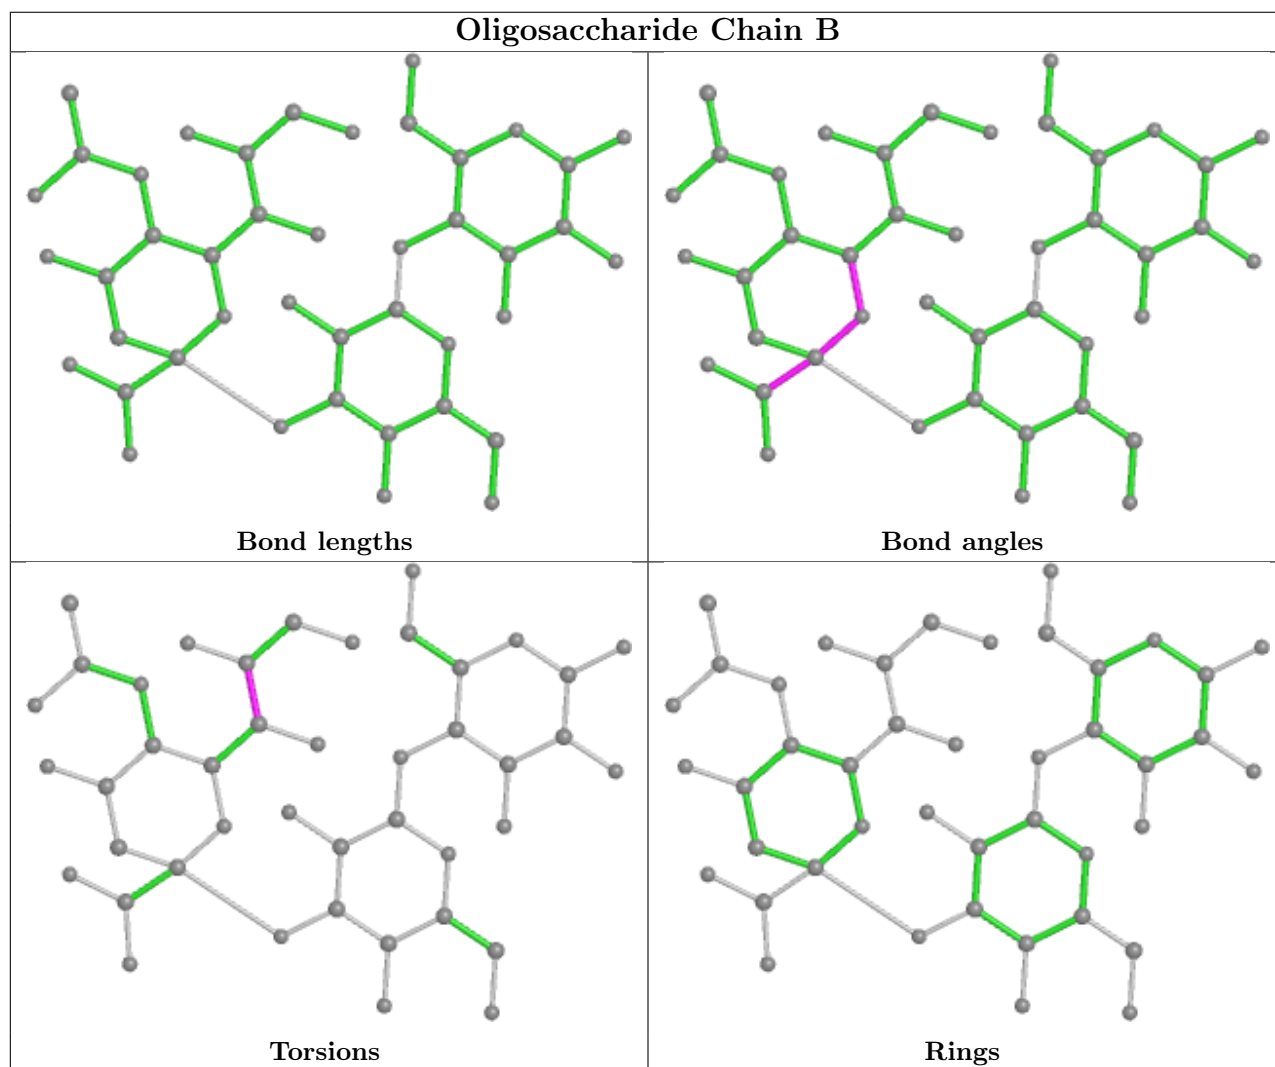 Oligosaccharide Chain B
Bond lengths
Bond angles
Torsions
Rings